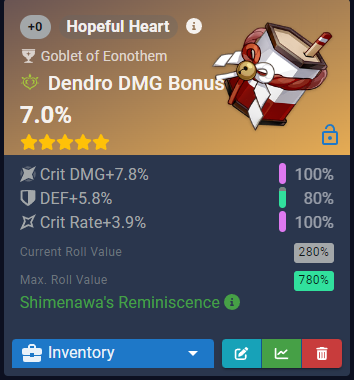 +0 Hopeful Heart
Goblet of Eonothem
Dendro DMG Bonus
7.0%
Crit DMG+7.8% 100%
DEF+5.8% 80%
Crit Rate+3.9% 100%
Current Roll Value 280%
Max. Roll Value 780%
Shimenawa's Reminiscence
Inventory